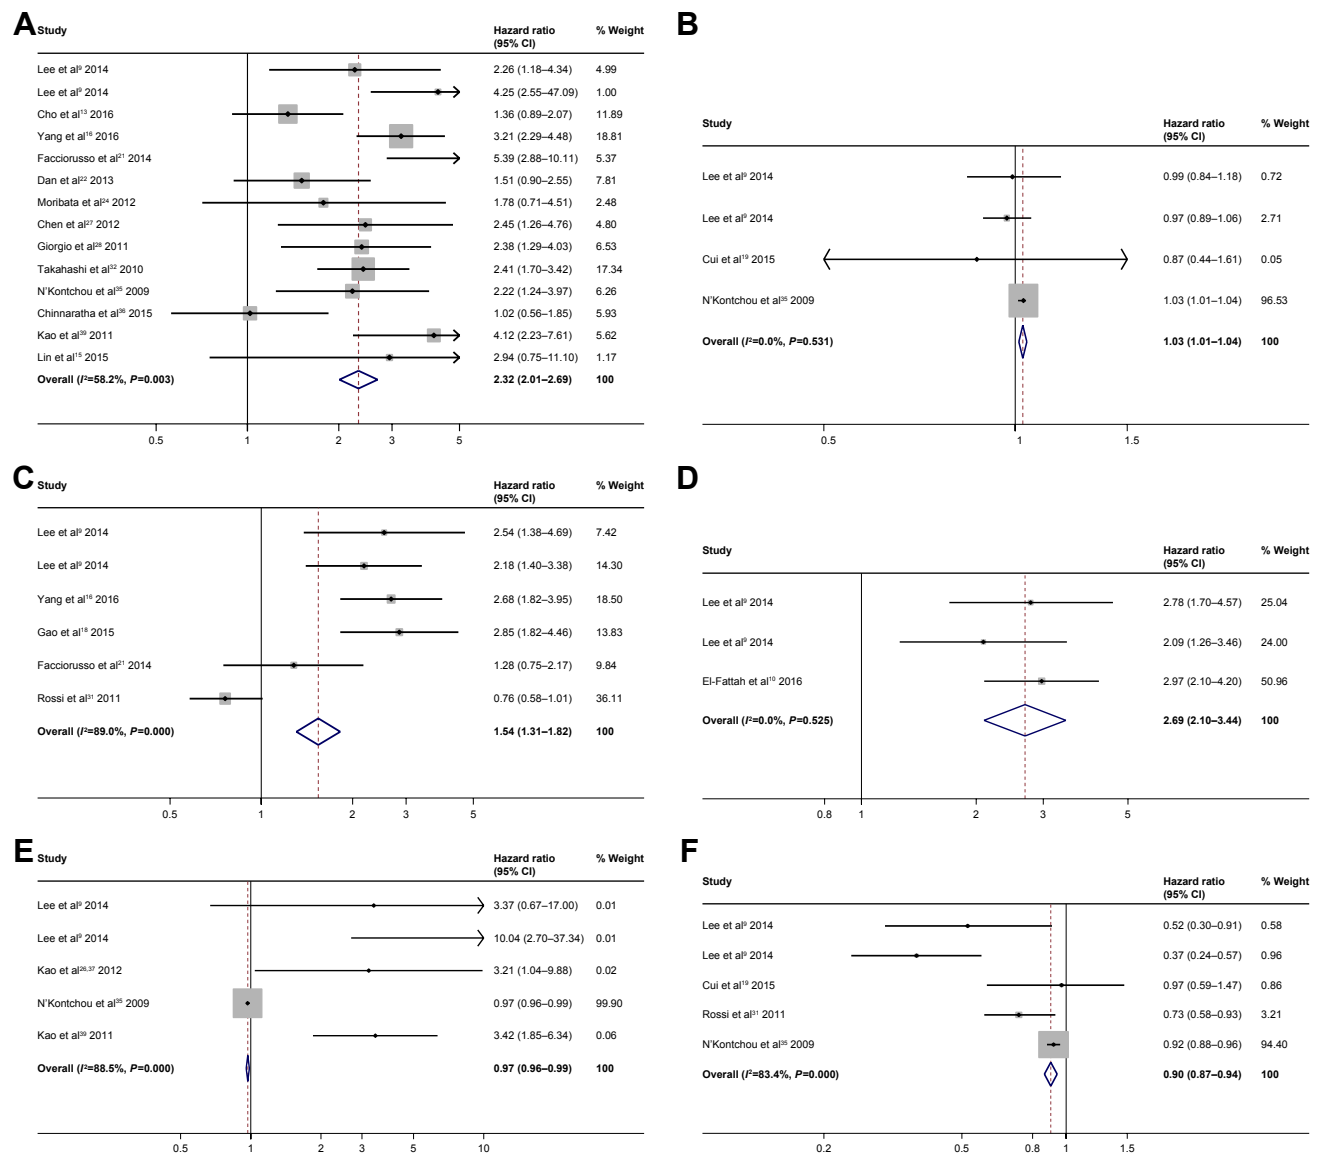 A
Study Hazard ratio (95% CI) % Weight
Lee et al⁹ 2014 2.26 (1.18–4.34) 4.99
Lee et al⁹ 2014 4.25 (2.55–47.09) 1.00
Cho et al¹³ 2016 1.36 (0.89–2.07) 11.89
Yang et al¹⁶ 2016 3.21 (2.29–4.48) 18.81
Facciorusso et al²¹ 2014 5.39 (2.88–10.11) 5.37
Dan et al²² 2013 1.51 (0.90–2.55) 7.81
Moribata et al²⁴ 2012 1.78 (0.71–4.51) 2.48
Chen et al²⁷ 2012 2.45 (1.26–4.76) 4.80
Giorgio et al²⁸ 2011 2.38 (1.29–4.03) 6.53
Takahashi et al³² 2010 2.41 (1.70–3.42) 17.34
N'Kontchou et al³⁵ 2009 2.22 (1.24–3.97) 6.26
Chinnaratha et al³⁶ 2015 1.02 (0.56–1.85) 5.93
Kao et al³⁹ 2011 4.12 (2.23–7.61) 5.62
Lin et al¹⁵ 2015 2.94 (0.75–11.10) 1.17
Overall (I²=58.2%, P=0.003) 2.32 (2.01–2.69) 100
0.5 1 2 3 5
B
Study Hazard ratio (95% CI) % Weight
Lee et al⁹ 2014 0.99 (0.84–1.18) 0.72
Lee et al⁹ 2014 0.97 (0.89–1.06) 2.71
Cui et al¹⁹ 2015 0.87 (0.44–1.61) 0.05
N'Kontchou et al³⁵ 2009 1.03 (1.01–1.04) 96.53
Overall (I²=0.0%, P=0.531) 1.03 (1.01–1.04) 100
0.5 1 1.5
C
Study Hazard ratio (95% CI) % Weight
Lee et al⁹ 2014 2.54 (1.38–4.69) 7.42
Lee et al⁹ 2014 2.18 (1.40–3.38) 14.30
Yang et al¹⁶ 2016 2.68 (1.82–3.95) 18.50
Gao et al¹⁸ 2015 2.85 (1.82–4.46) 13.83
Facciorusso et al²¹ 2014 1.28 (0.75–2.17) 9.84
Rossi et al³¹ 2011 0.76 (0.58–1.01) 36.11
Overall (I²=89.0%, P=0.000) 1.54 (1.31–1.82) 100
0.5 1 2 3 5
D
Study Hazard ratio (95% CI) % Weight
Lee et al⁹ 2014 2.78 (1.70–4.57) 25.04
Lee et al⁹ 2014 2.09 (1.26–3.46) 24.00
El-Fattah et al¹⁰ 2016 2.97 (2.10–4.20) 50.96
Overall (I²=0.0%, P=0.525) 2.69 (2.10–3.44) 100
0.8 1 2 3 5
E
Study Hazard ratio (95% CI) % Weight
Lee et al⁹ 2014 3.37 (0.67–17.00) 0.01
Lee et al⁹ 2014 10.04 (2.70–37.34) 0.01
Kao et al²⁶,³⁷ 2012 3.21 (1.04–9.88) 0.02
N'Kontchou et al³⁵ 2009 0.97 (0.96–0.99) 99.90
Kao et al³⁹ 2011 3.42 (1.85–6.34) 0.06
Overall (I²=88.5%, P=0.000) 0.97 (0.96–0.99) 100
0.5 1 2 3 5 10
F
Study Hazard ratio (95% CI) % Weight
Lee et al⁹ 2014 0.52 (0.30–0.91) 0.58
Lee et al⁹ 2014 0.37 (0.24–0.57) 0.96
Cui et al¹⁹ 2015 0.97 (0.59–1.47) 0.86
Rossi et al³¹ 2011 0.73 (0.58–0.93) 3.21
N'Kontchou et al³⁵ 2009 0.92 (0.88–0.96) 94.40
Overall (I²=83.4%, P=0.000) 0.90 (0.87–0.94) 100
0.2 0.5 0.8 1 1.5